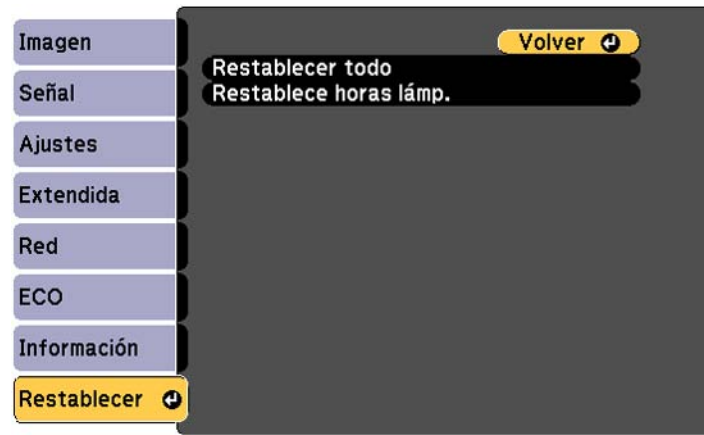 Imagen
Señal
Ajustes
Extendida
Red
ECO
Información
Restablecer
Volver
Restablecer todo
Restablece horas lámp.